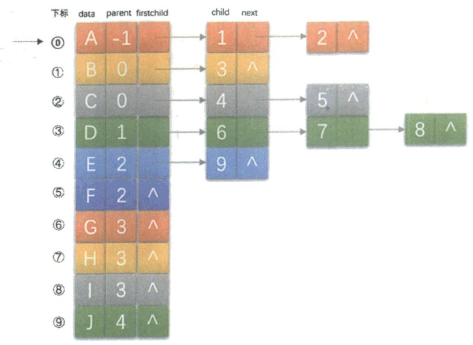 下标 data parent firstchild child next
⓪ A -1 1 2 ^
① B 0 3 ^
② C 0 4 5 ^
③ D 1 6 7 8 ^
④ E 2 9 ^
⑤ F 2 ^
⑥ G 3 ^
⑦ H 3 ^
⑧ I 3 ^
⑨ J 4 ^